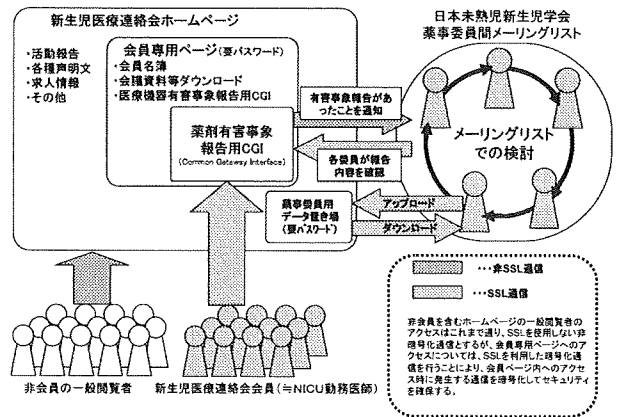 新生児医療連絡会ホームページ
・活動報告
・各種声明文
・求人情報
・その他
会員専用ページ(要パスワード)
・会員名簿
・会議資料等ダウンロード
・医療機器有害事象報告用CGI
薬剤有害事象
報告用CGI
(Common Gateway Interface)
有害事象報告があ
ったことを通知
各委員が報告
内容を確認
薬事委員用
データ置き場
(要パスワード)
アップロード
ダウンロード
日本未熟児新生児学会
薬事委員間メーリングリスト
メーリングリスト
での検討
非会員の一般閲覧者
新生児医療連絡会会員(≒NICU勤務医師)
・・・非SSL通信
・・・SSL通信
非会員を含むホームページの一般閲覧者の
アクセスはこれまで通り、SSLを使用しない非
暗号化通信とするが、会員専用ページへのア
クセスについては、SSLを利用した暗号化通
信を行うことにより、会員ページ内へのアクセ
ス時に発生する通信を暗号化してセキュリティ
を確保する。